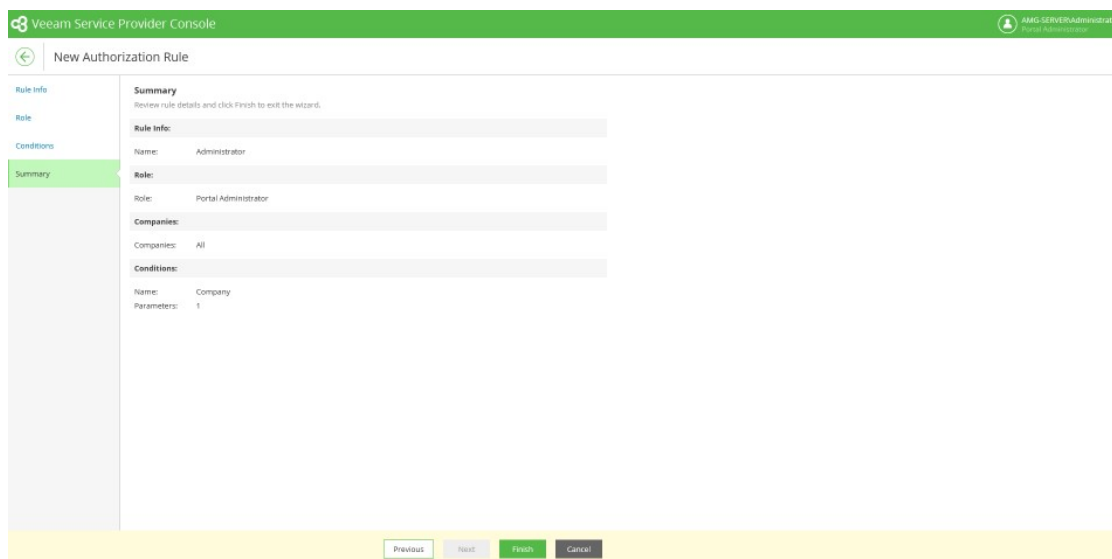 Veeam Service Provider Console
AMG-SERVER\Administrat
Portal Administrator
New Authorization Rule
Rule Info
Role
Conditions
Summary
Summary
Review rule details and click Finish to exit the wizard.
Rule Info:
Name: Administrator
Role:
Role: Portal Administrator
Companies:
Companies: All
Conditions:
Name: Company
Parameters: 1
Previous Next Finish Cancel